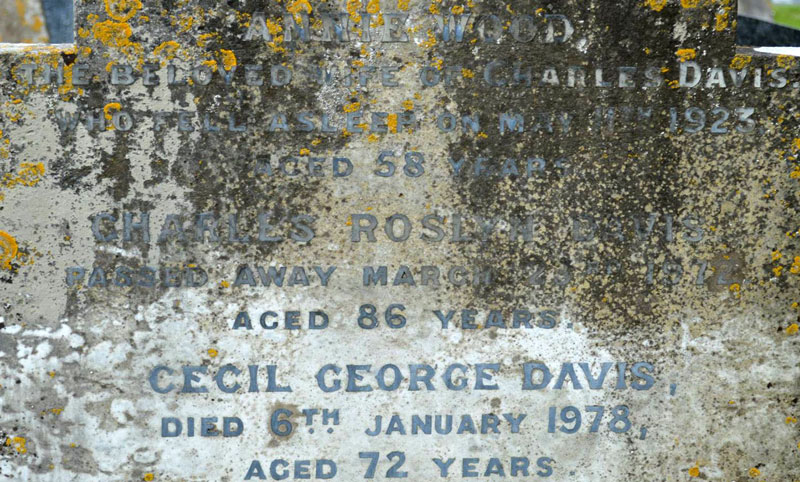 ANNIE WOOD,
THE BELOVED WIFE OF CHARLES DAVIS,
WHO FELL ASLEEP ON MAY 1923,
AGED 58 YEARS.
CHARLES ROSLYN DAVIS
PASSED AWAY MARCH
AGED 86 YEARS.
CECIL GEORGE DAVIS,
DIED 6TH JANUARY 1978,
AGED 72 YEARS.